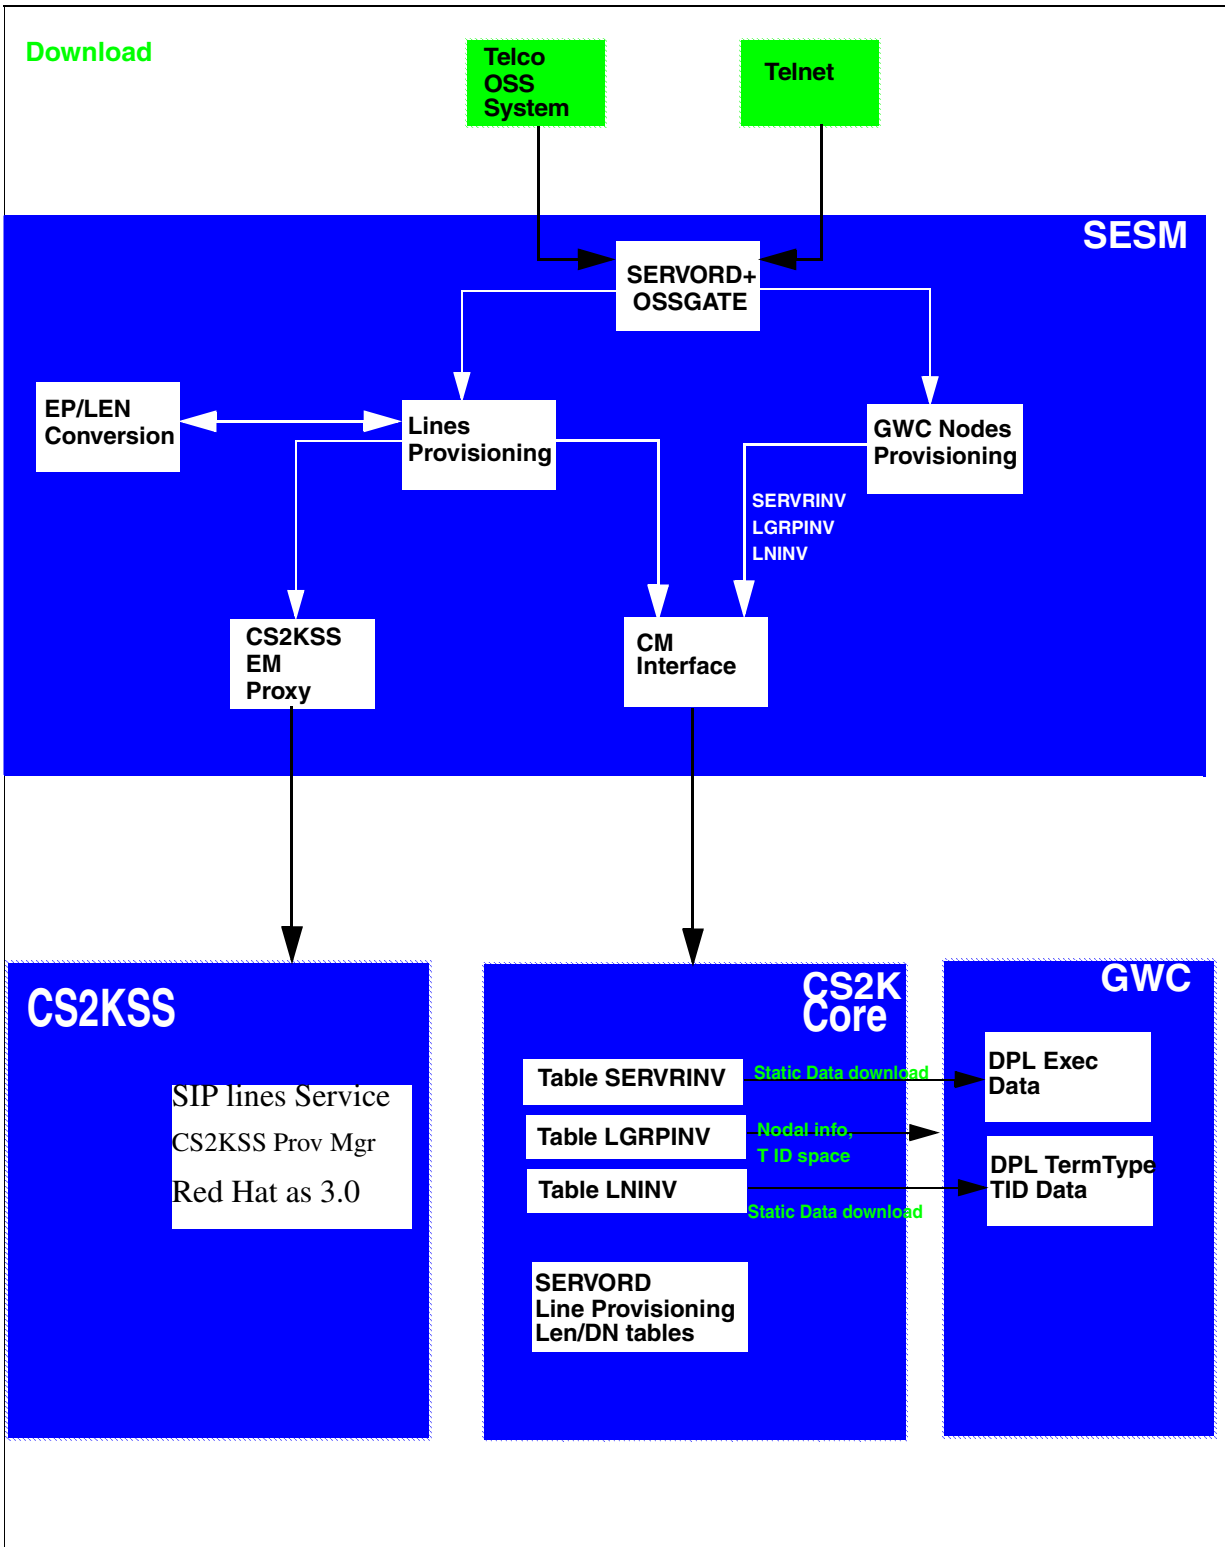 Download
Telco
OSS
System
Telnet
SESM
SERVORD+
OSSGATE
EP/LEN
Conversion
Lines
Provisioning
GWC Nodes
Provisioning
SERVRINV
LGRPINV
LNINV
CS2KSS
EM
Proxy
CM
Interface
CS2KSS
SIP lines Service
CS2KSS Prov Mgr
Red Hat as 3.0
CS2K
Core
Table SERVRINV
Table LGRPINV
Table LNINV
SERVORD
Line Provisioning
Len/DN tables
Static Data download
Nodal info,
T ID space
Static Data download
GWC
DPL Exec
Data
DPL TermType
TID Data